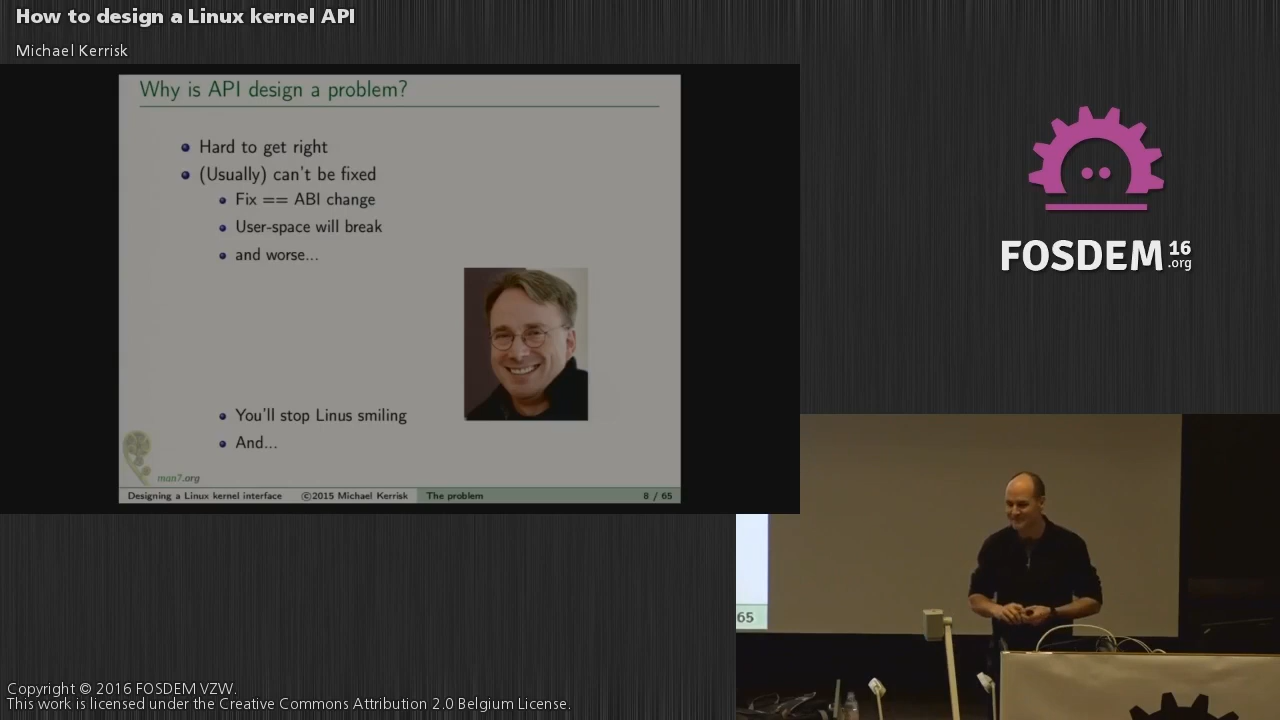 How to design a Linux kernel API
Michael Kerrisk
Why is API design a problem?
Hard to get right
(Usually) can't be fixed
Fix == ABI change
User-space will break
and worse...
You'll stop Linus smiling
And...
man7.org
Designing a Linux kernel interface ©2015 Michael Kerrisk The problem 8 / 65
FOSDEM 16
.org
65
Copyright © 2016 FOSDEM VZW.
This work is licensed under the Creative Commons Attribution 2.0 Belgium License.